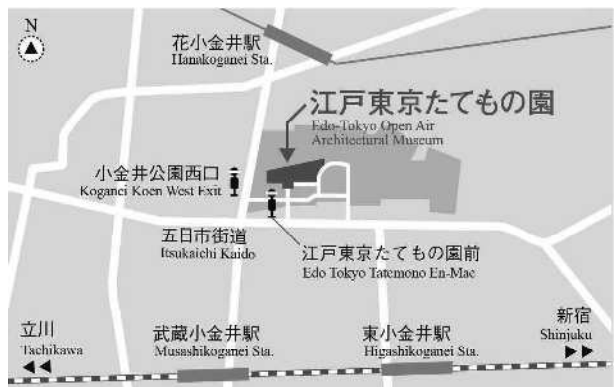 N
花小金井駅
Hanakoganei Sta.
江戸東京たてもの園
Edo-Tokyo Open Air
Architectural Museum
小金井公園西口
Koganei Koen West Exit
五日市街道
Itsukaichi Kaido
江戸東京たてもの園前
Edo Tokyo Tatemono En-Mae
立川
Tachikawa
武蔵小金井駅
Musashikoganei Sta.
東小金井駅
Higashikoganei Sta.
新宿
Shinjuku